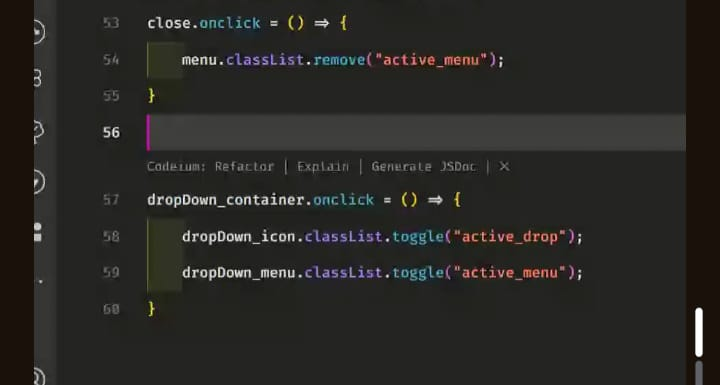 53 close.onclick = () => {
54 menu.classList.remove("active_menu");
55 }
56
Codeium: Refactor | Explain | Generate JSDoc | ×
57 dropDown_container.onclick = () => {
58 dropDown_icon.classList.toggle("active_drop");
59 dropDown_menu.classList.toggle("active_menu");
60 }